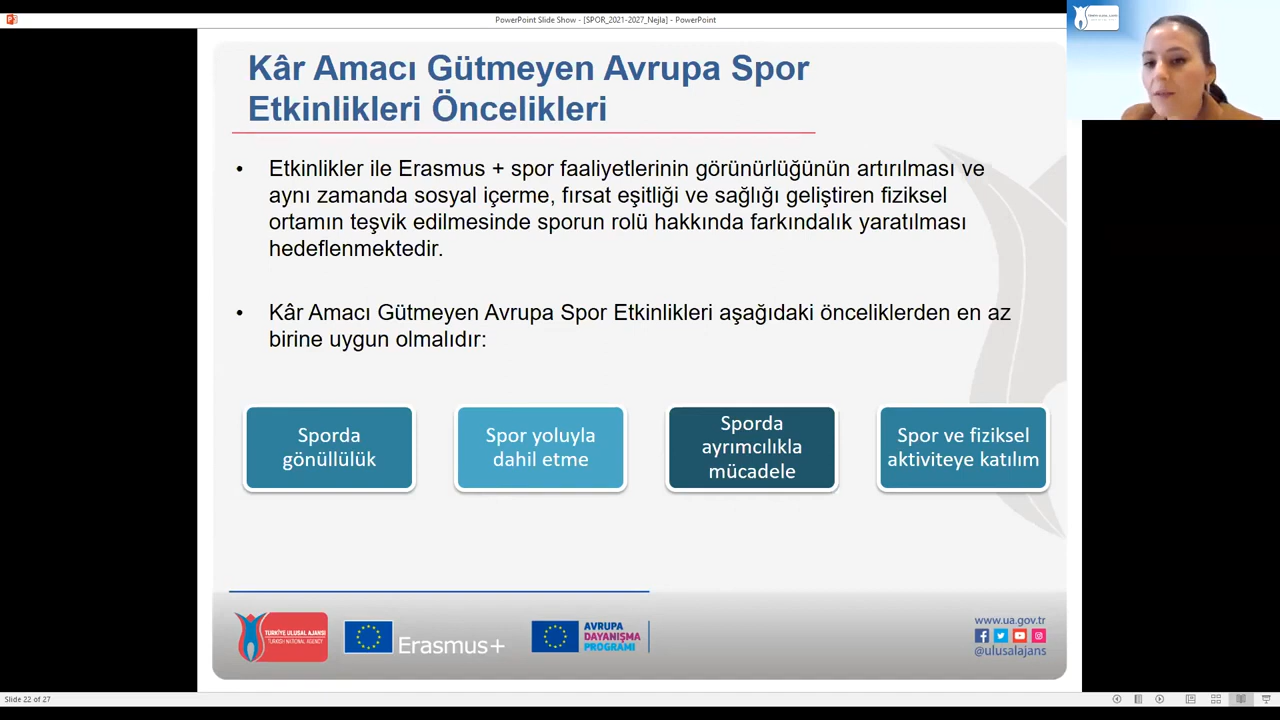 PowerPoint Slide Show - [SPOR_2021-2027_Nejla] - PowerPoint
Kâr Amacı Gütmeyen Avrupa Spor
Etkinlikleri Öncelikleri
• Etkinlikler ile Erasmus + spor faaliyetlerinin görünürlüğünün artırılması ve
aynı zamanda sosyal içerme, fırsat eşitliği ve sağlığı geliştiren fiziksel
ortamın teşvik edilmesinde sporun rolü hakkında farkındalık yaratılması
hedeflenmektedir.
• Kâr Amacı Gütmeyen Avrupa Spor Etkinlikleri aşağıdaki önceliklerden en az
birine uygun olmalıdır:
Sporda
gönüllülük
Spor yoluyla
dahil etme
Sporda
ayrımcılıkla
mücadele
Spor ve fiziksel
aktiviteye katılım
TÜRKİYE ULUSAL AJANSI
TURKISH NATIONAL AGENCY
Erasmus+
AVRUPA
DAYANIŞMA
PROGRAMI
www.ua.gov.tr
@ulusalajans
Slide 22 of 27